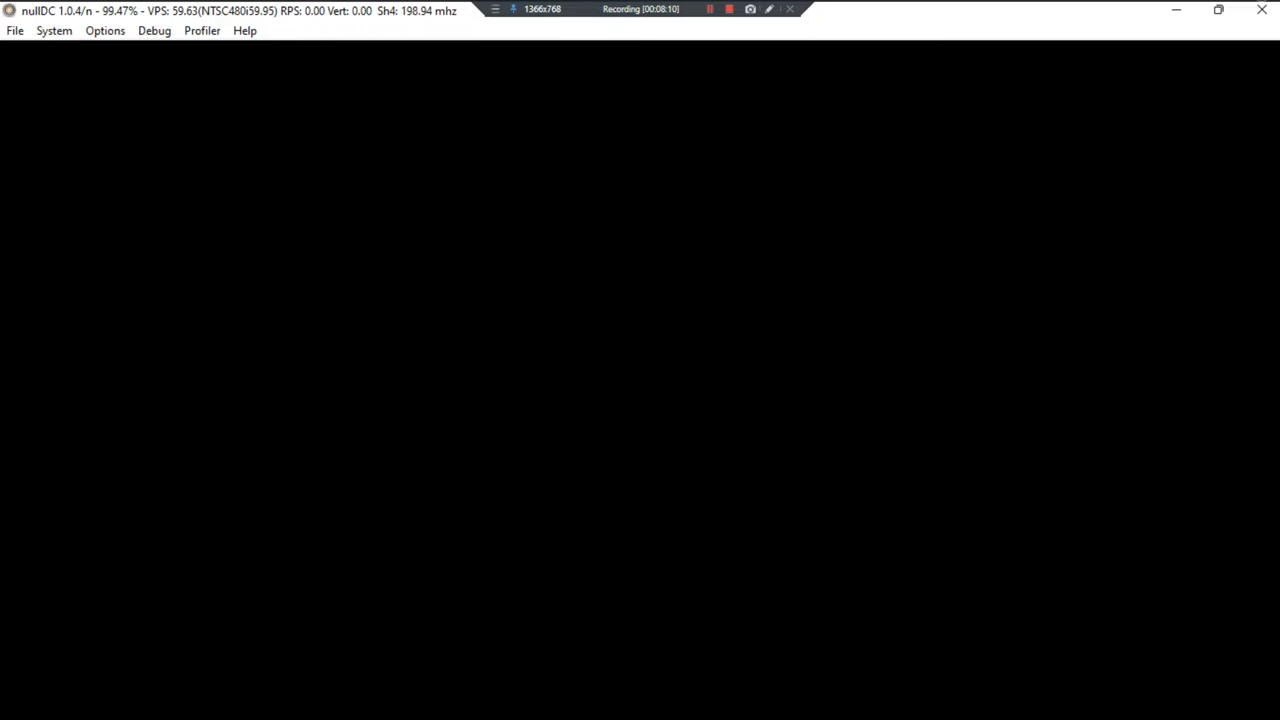 nullDC 1.0.4/n - 99.47% - VPS: 59.63(NTSC480i59.95) RPS: 0.00 Vert: 0.00 Sh4: 198.94 mhz
1366x768 Recording [00:08:10]
File System Options Debug Profiler Help